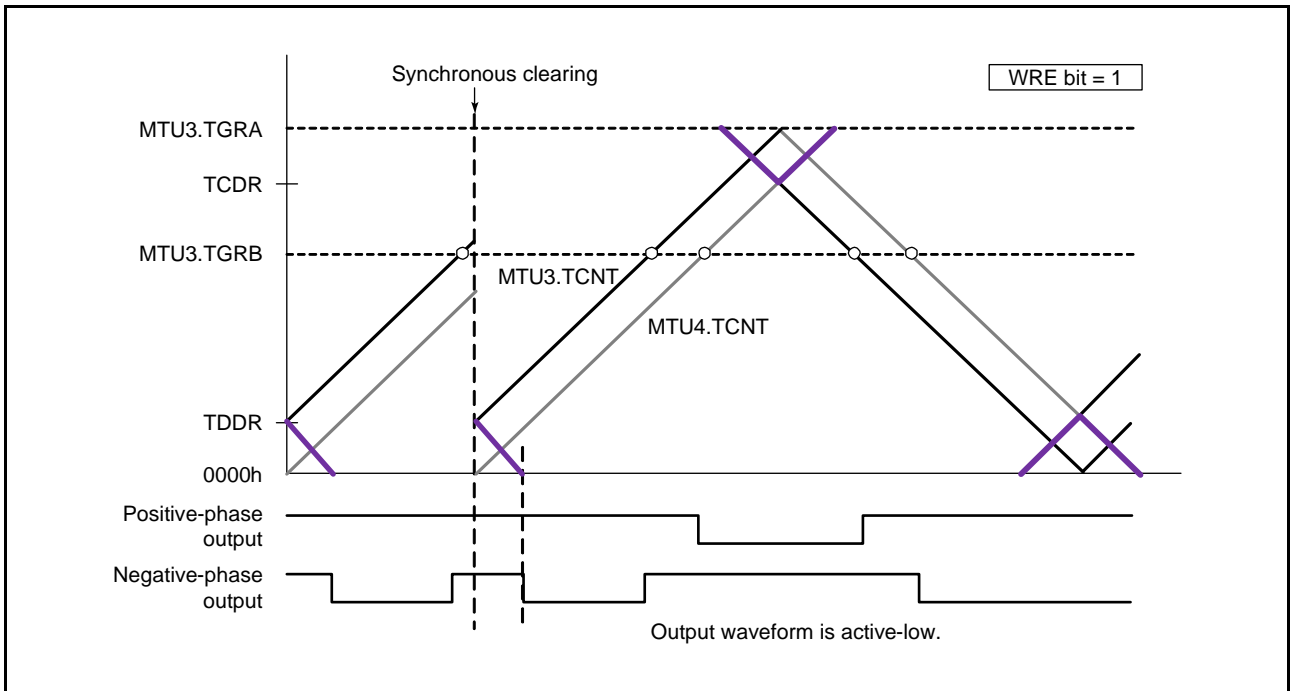 Synchronous clearing
WRE bit = 1
MTU3.TGRA
TCDR
MTU3.TGRB
MTU3.TCNT
MTU4.TCNT
TDDR
0000h
Positive-phase
output
Negative-phase
output
Output waveform is active-low.